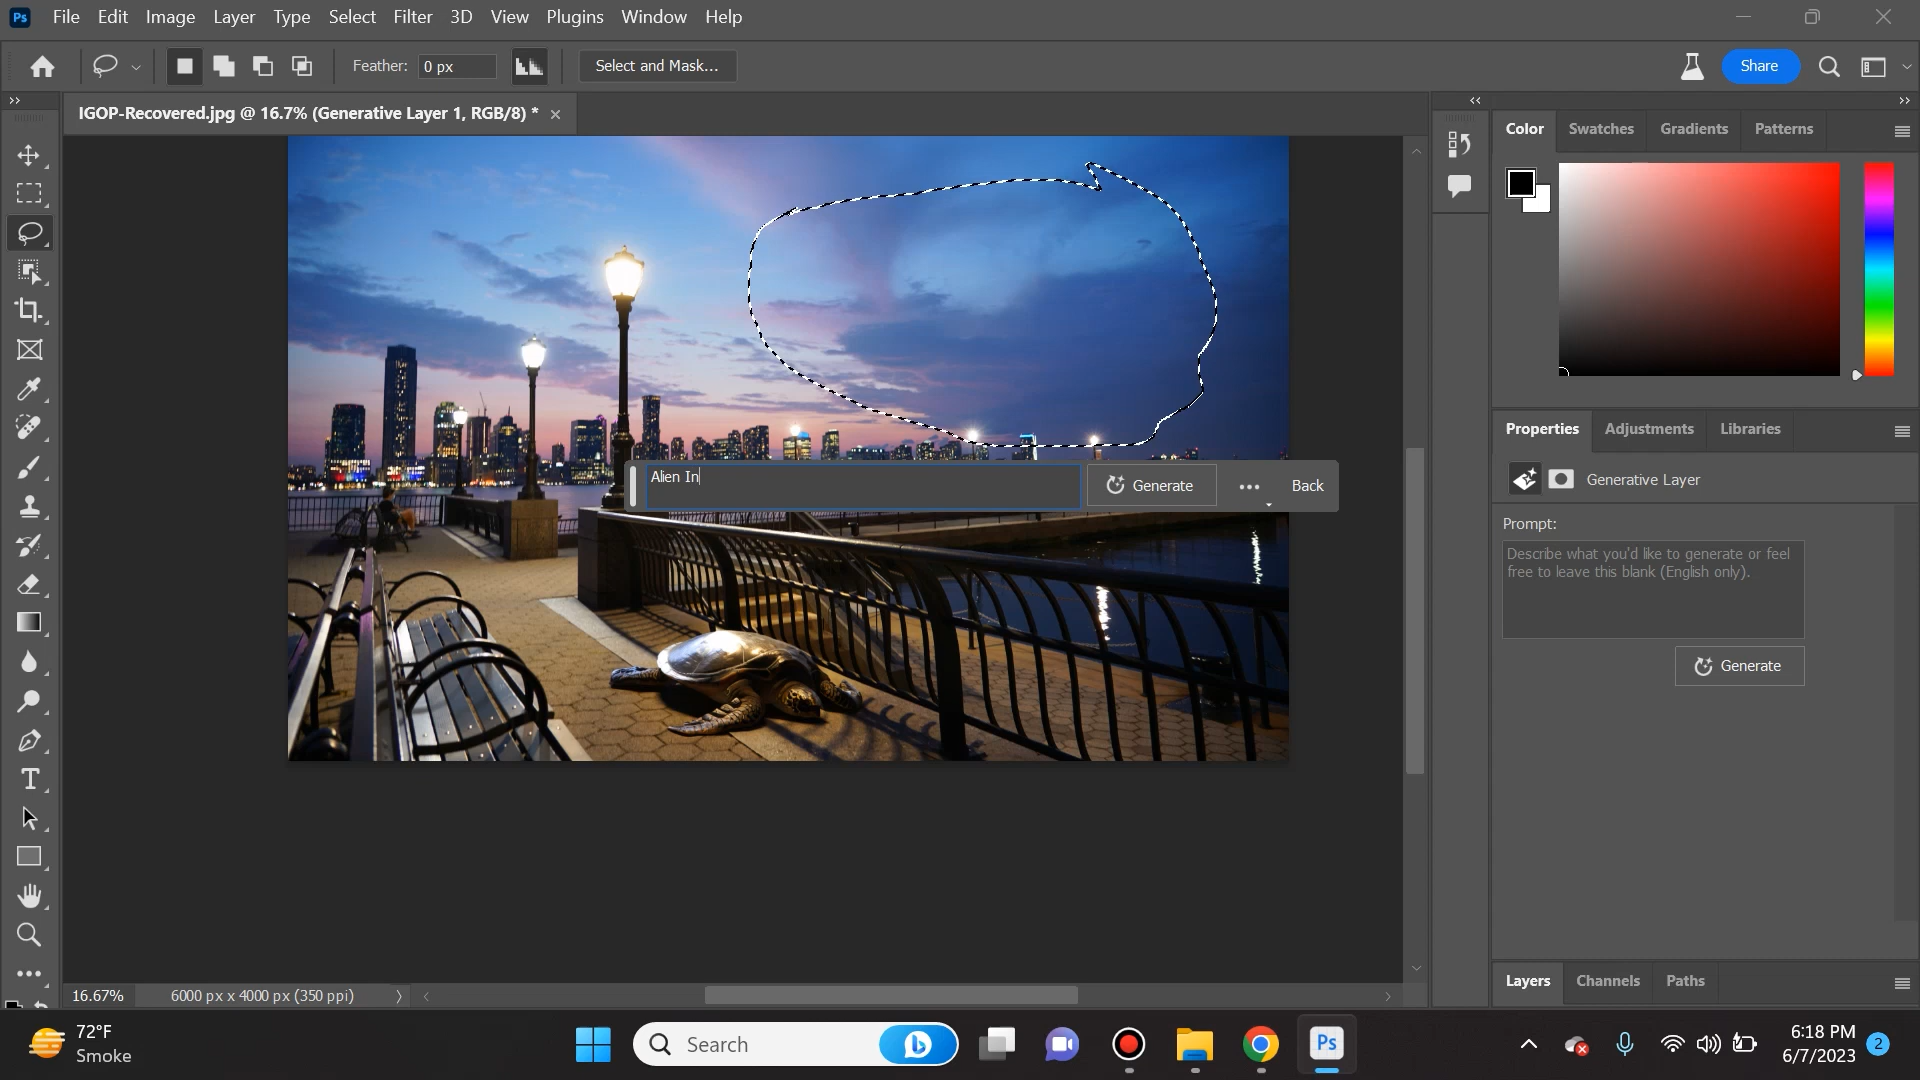 Ps File Edit Image Layer Type Select Filter 3D View Plugins Window Help
Feather: 0 px Select and Mask... Share
IGOP-Recovered.jpg @ 16.7% (Generative Layer 1, RGB/8) *
Color Swatches Gradients Patterns
Properties Adjustments Libraries
Generative Layer
Alien In Generate Back
Prompt:
Describe what you'd like to generate or feel
free to leave this blank (English only).
Generate
Layers Channels Paths
16.67% 6000 px x 4000 px (350 ppi)
72°F
Smoke
Search
Ps
6:18 PM
6/7/2023
2